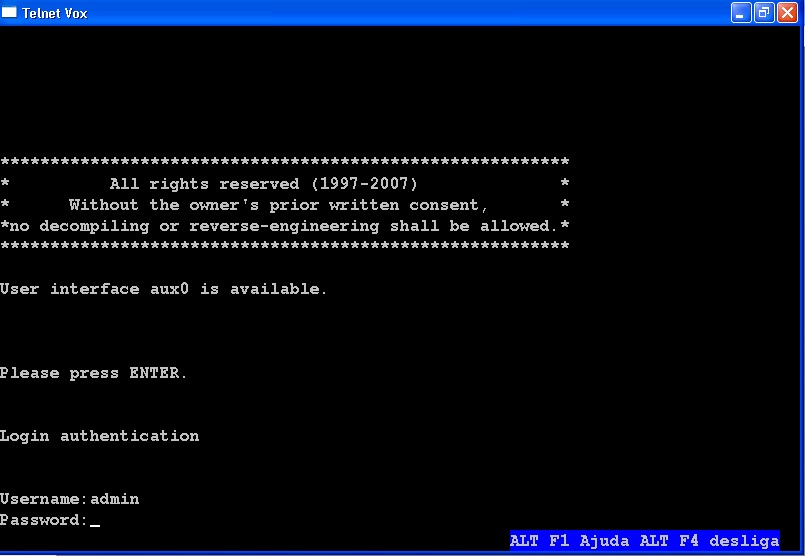 Telnet Vox
*********************************************************
*          All rights reserved (1997-2007)              *
*      Without the owner's prior written consent,       *
*no decompiling or reverse-engineering shall be allowed.*
*********************************************************
User interface aux0 is available.
Please press ENTER.
Login authentication
Username:admin
Password:_
ALT F1 Ajuda ALT F4 desliga